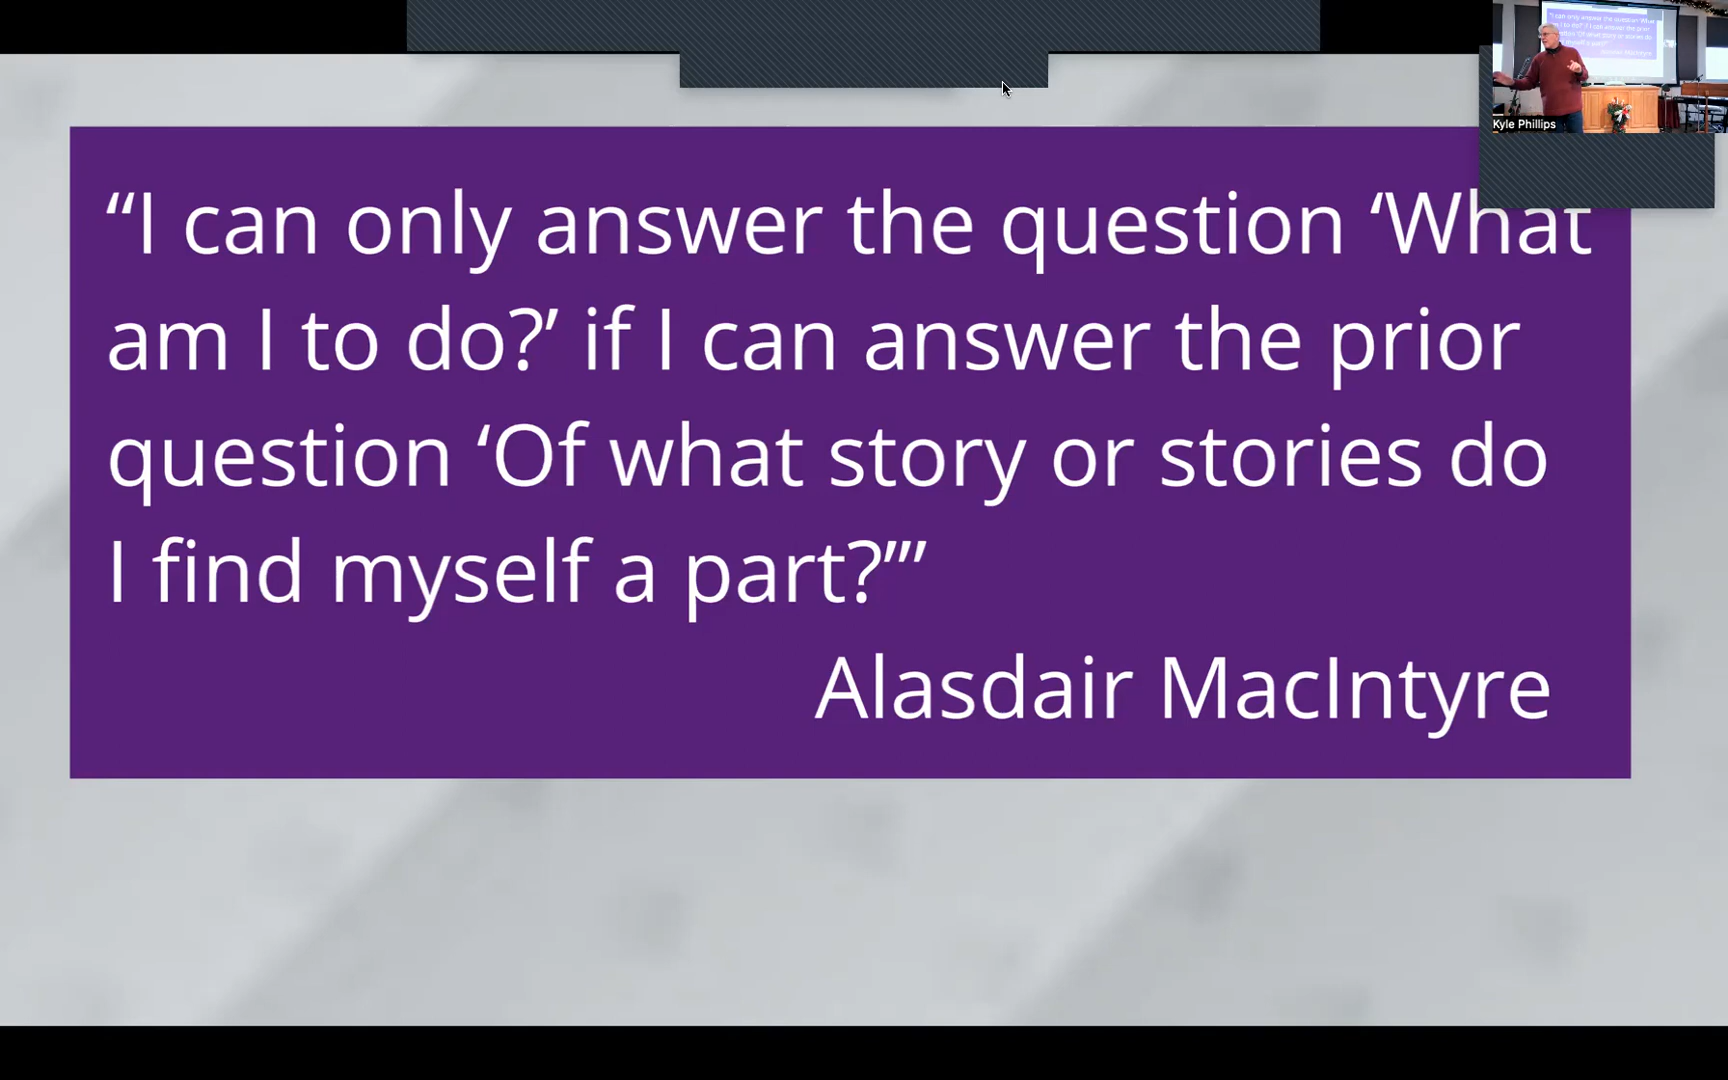 “I can only answer the question ‘What
am I to do?’ if I can answer the prior
question ‘Of what story or stories do
I find myself a part?’”
Alasdair MacIntyre
Kyle Phillips